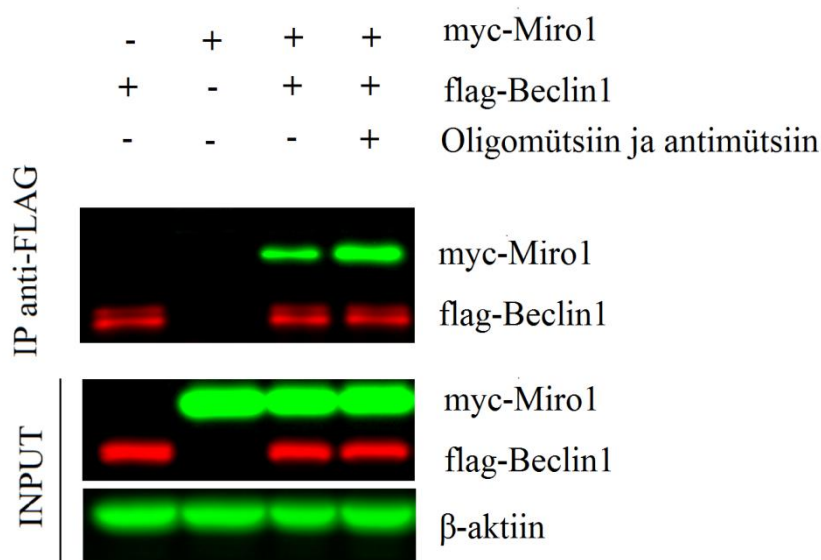 - + + + myc-Miro1
+ - + + flag-Beclin1
- - - + Oligomütsiin ja antimütsiin
IP anti-FLAG
myc-Miro1
flag-Beclin1
INPUT
myc-Miro1
flag-Beclin1
β-aktiin